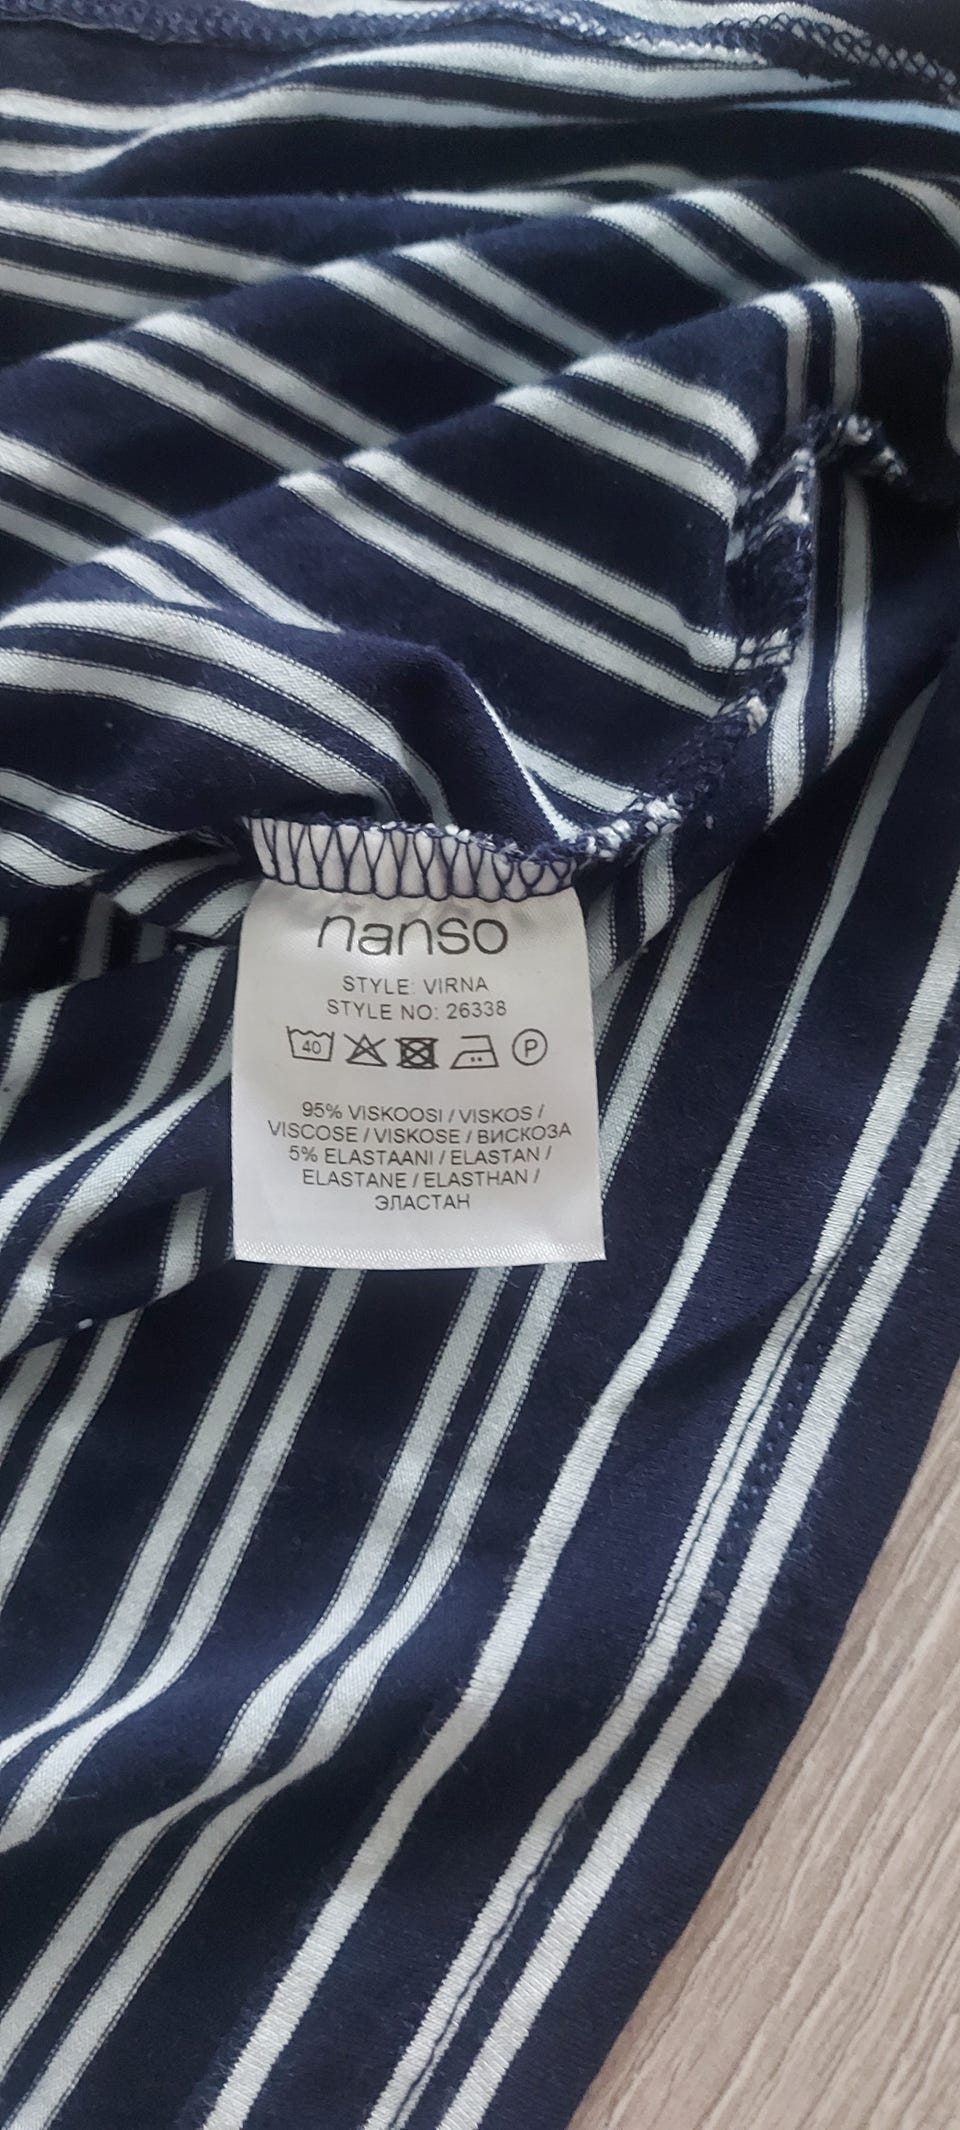 nanso
STYLE: VIRNA
STYLE NO: 26338
40 P
95% VISKOOSI / VISKOS /
VISCOSE / VISKOSE / ВИСКОЗА
5% ELASTAANI / ELASTAN /
ELASTANE / ELASTHAN /
ЭЛАСТАН